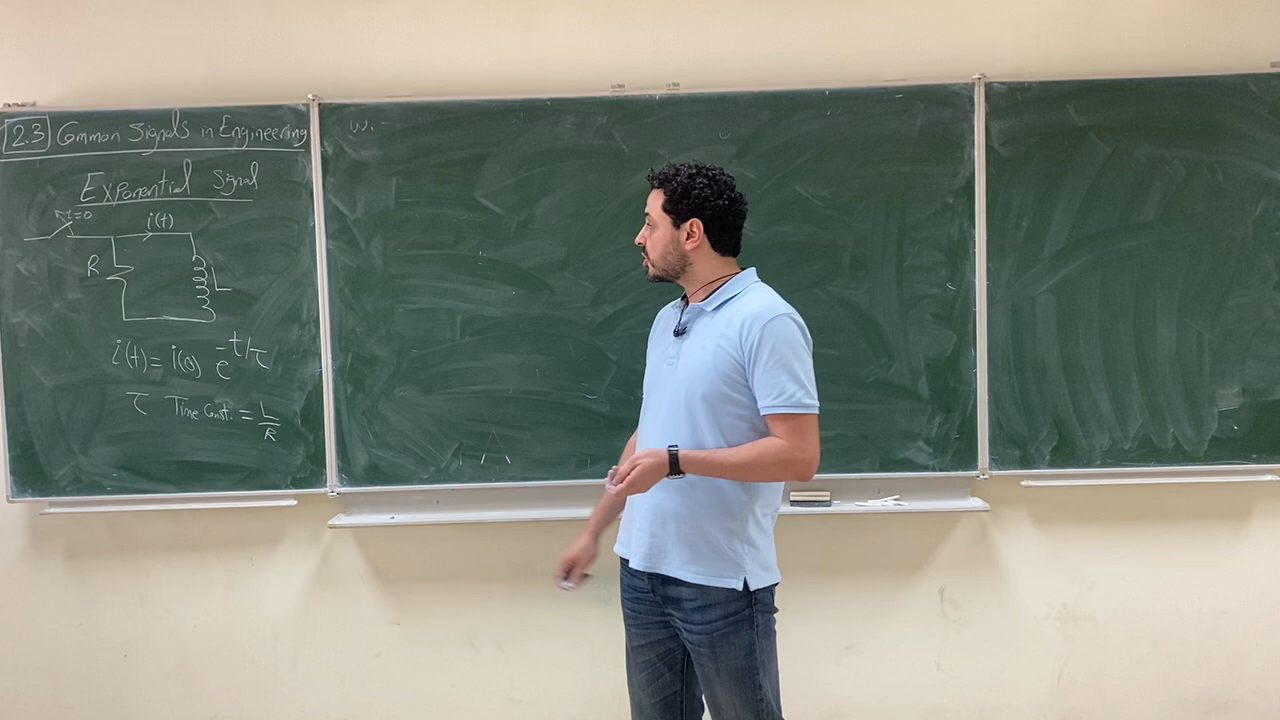 2.3 Common Signals in Engineering
Exponential Signal
t=0
i(t)
R
L
i(t) = i(0) e^-t/τ
τ Time Const. = L/R